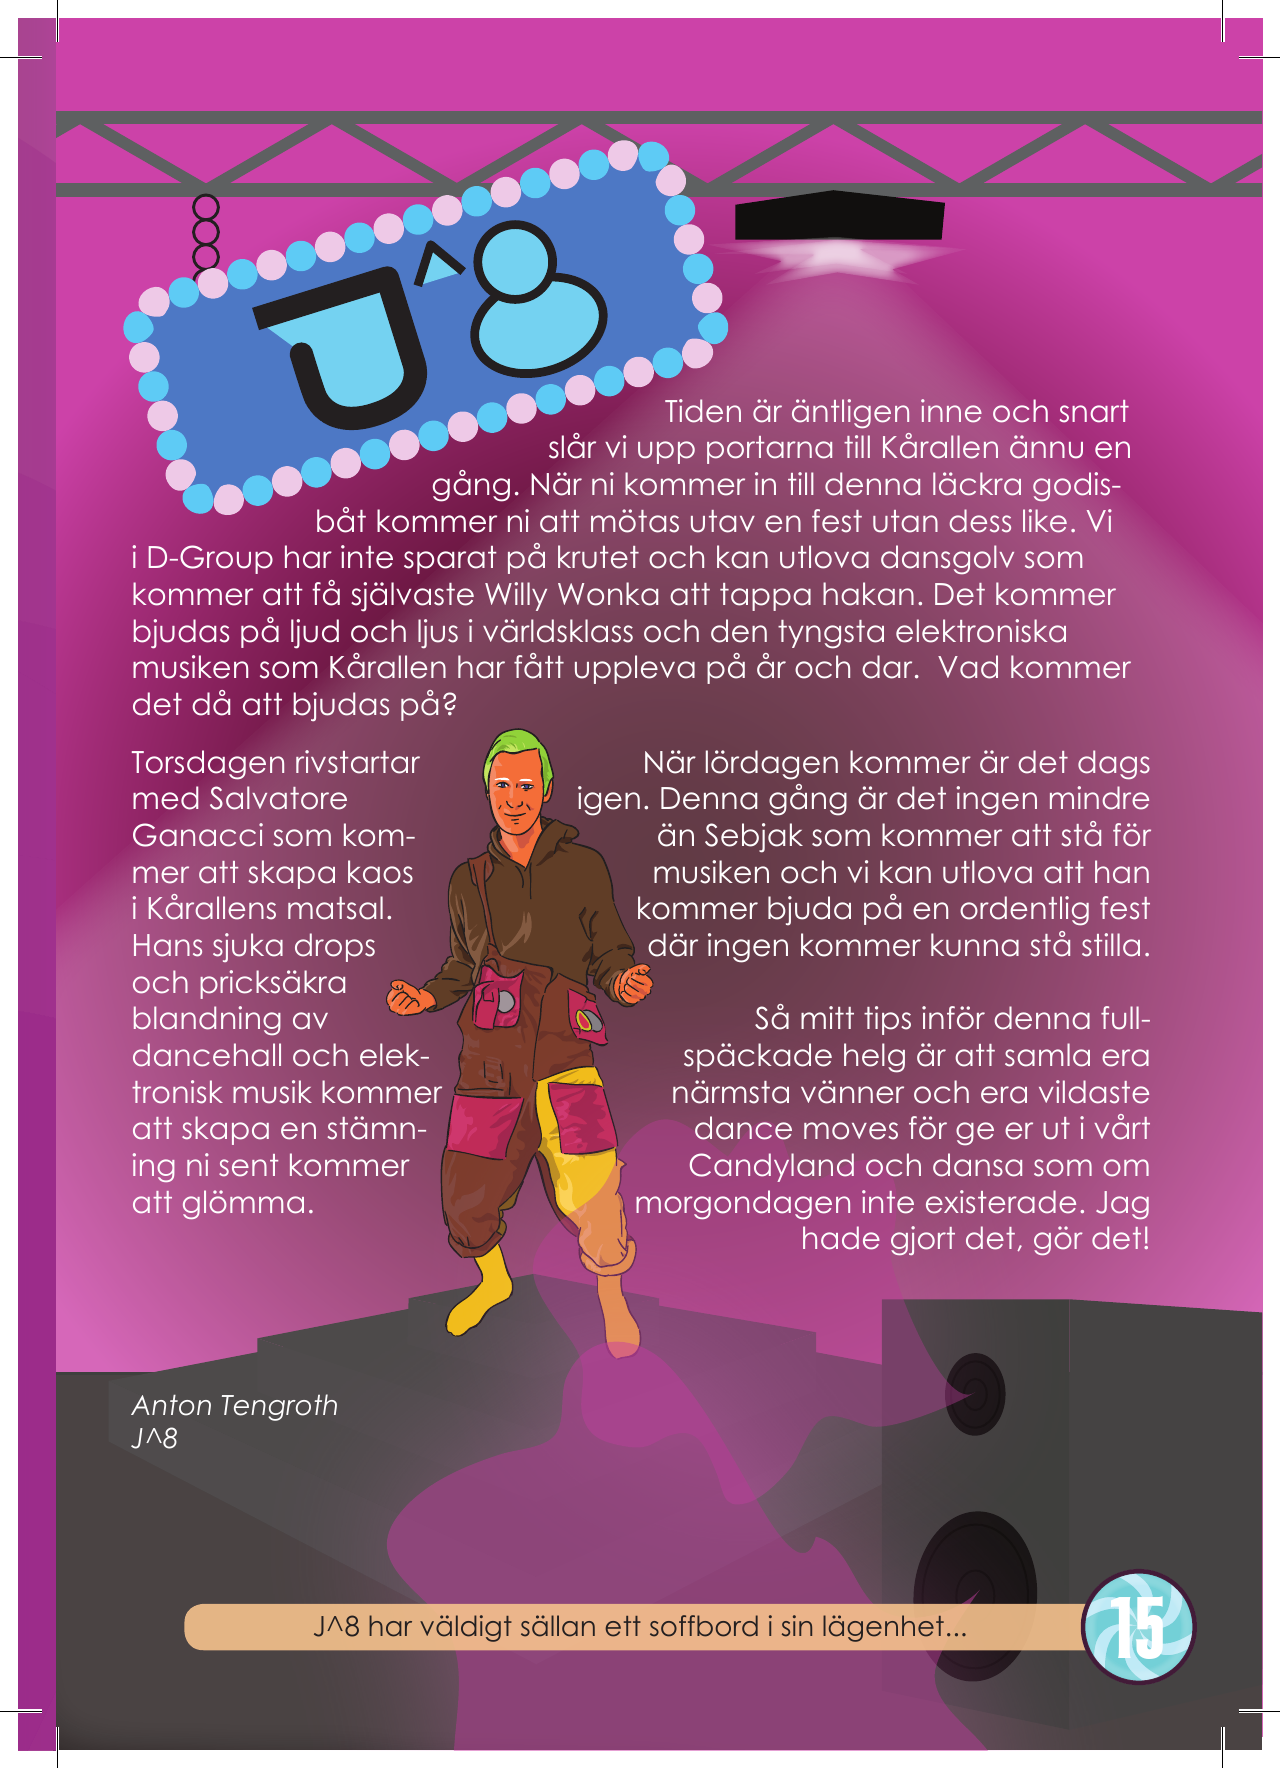 J^8
Tiden är äntligen inne och snart
slår vi upp portarna till Kårallen ännu en
gång. När ni kommer in till denna läckra godis-
båt kommer ni att mötas utav en fest utan dess like. Vi
i D-Group har inte sparat på krutet och kan utlova dansgolv som
kommer att få självaste Willy Wonka att tappa hakan. Det kommer
bjudas på ljud och ljus i världsklass och den tyngsta elektroniska
musiken som Kårallen har fått uppleva på år och dar.  Vad kommer
det då att bjudas på?
Torsdagen rivstartar
med Salvatore
Ganacci som kom-
mer att skapa kaos
i Kårallens matsal.
Hans sjuka drops
och pricksäkra
blandning av
dancehall och elek-
tronisk musik kommer
att skapa en stämn-
ing ni sent kommer
att glömma.
När lördagen kommer är det dags
igen. Denna gång är det ingen mindre
än Sebjak som kommer att stå för
musiken och vi kan utlova att han
kommer bjuda på en ordentlig fest
där ingen kommer kunna stå stilla.
Så mitt tips inför denna full-
späckade helg är att samla era
närmsta vänner och era vildaste
dance moves för ge er ut i vårt
Candyland och dansa som om
morgondagen inte existerade. Jag
hade gjort det, gör det!
Anton Tengroth
J^8
J^8 har väldigt sällan ett soffbord i sin lägenhet...
15